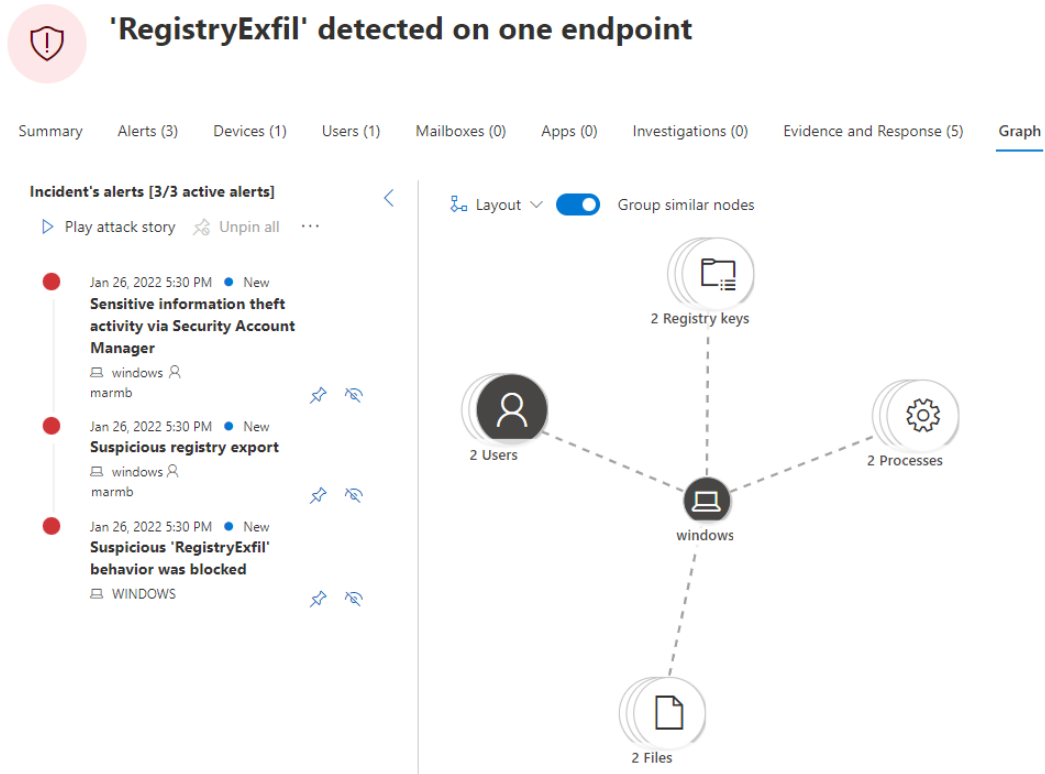 'RegistryExfil' detected on one endpoint
Summary
Alerts (3)
Devices (1)
Users (1)
Mailboxes (0)
Apps (0)
Investigations (0)
Evidence and Response (5)
Graph
Incident's alerts [3/3 active alerts]
Play attack story
Unpin all
...
Layout
Group similar nodes
Jan 26, 2022 5:30 PM
New
Sensitive information theft
activity via Security Account
Manager
windows
marmb
Jan 26, 2022 5:30 PM
New
Suspicious registry export
windows
marmb
Jan 26, 2022 5:30 PM
New
Suspicious 'RegistryExfil'
behavior was blocked
WINDOWS
2 Registry keys
2 Users
2 Processes
windows
2 Files